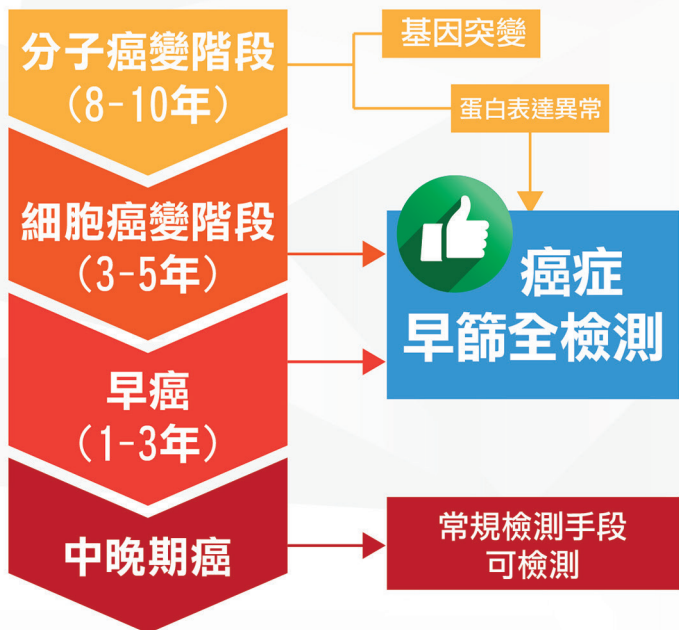 分子癌變階段
（8-10年）
基因突變
蛋白表達異常
細胞癌變階段
（3-5年）
癌症
早篩全檢測
早癌
（1-3年）
中晚期癌
常規檢測手段
可檢測